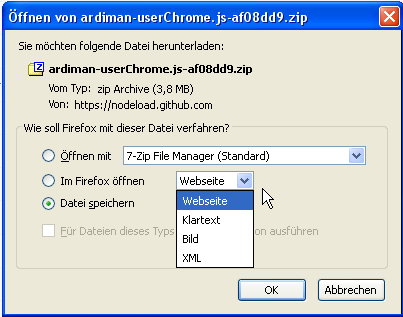 Öffnen von ardiman-userChrome.js-af08dd9.zip
Sie möchten folgende Datei herunterladen:
ardiman-userChrome.js-af08dd9.zip
Vom Typ: zip Archive (3,8 MB)
Von: https://nodeload.github.com
Wie soll Firefox mit dieser Datei verfahren?
Öffnen mit 7-Zip File Manager (Standard)
Im Firefox öffnen Webseite
Datei speichern Webseite
Klartext
Für Dateien dieses Typs Bild on ausführen
XML
OK Abbrechen